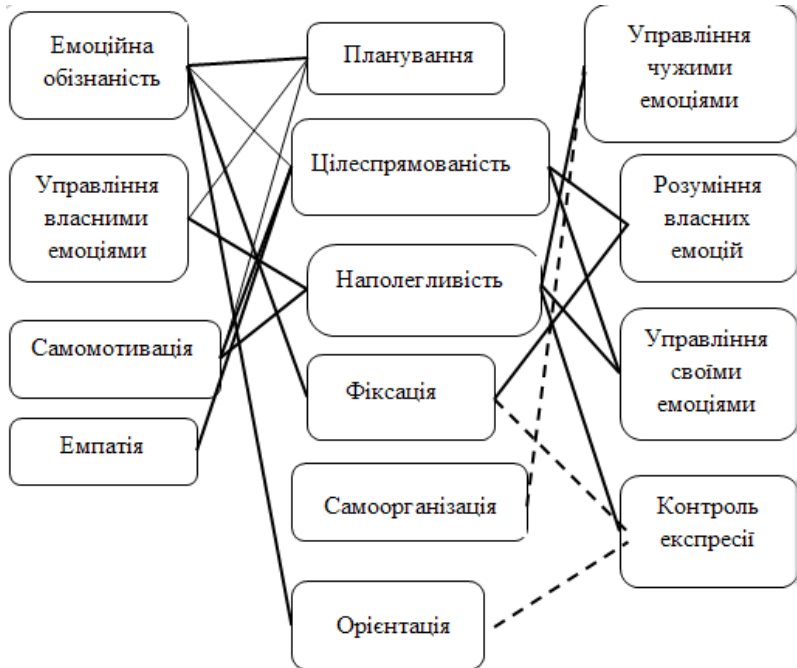 Емоційна
обізнаність
Управління
власними
емоціями
Самомотивація
Емпатія
Планування
Цілеспрямованість
Наполегливість
Фіксація
Самоорганізація
Орієнтація
Управління
чужими
емоціями
Розуміння
власних
емоцій
Управління
своїми
емоціями
Контроль
експресії